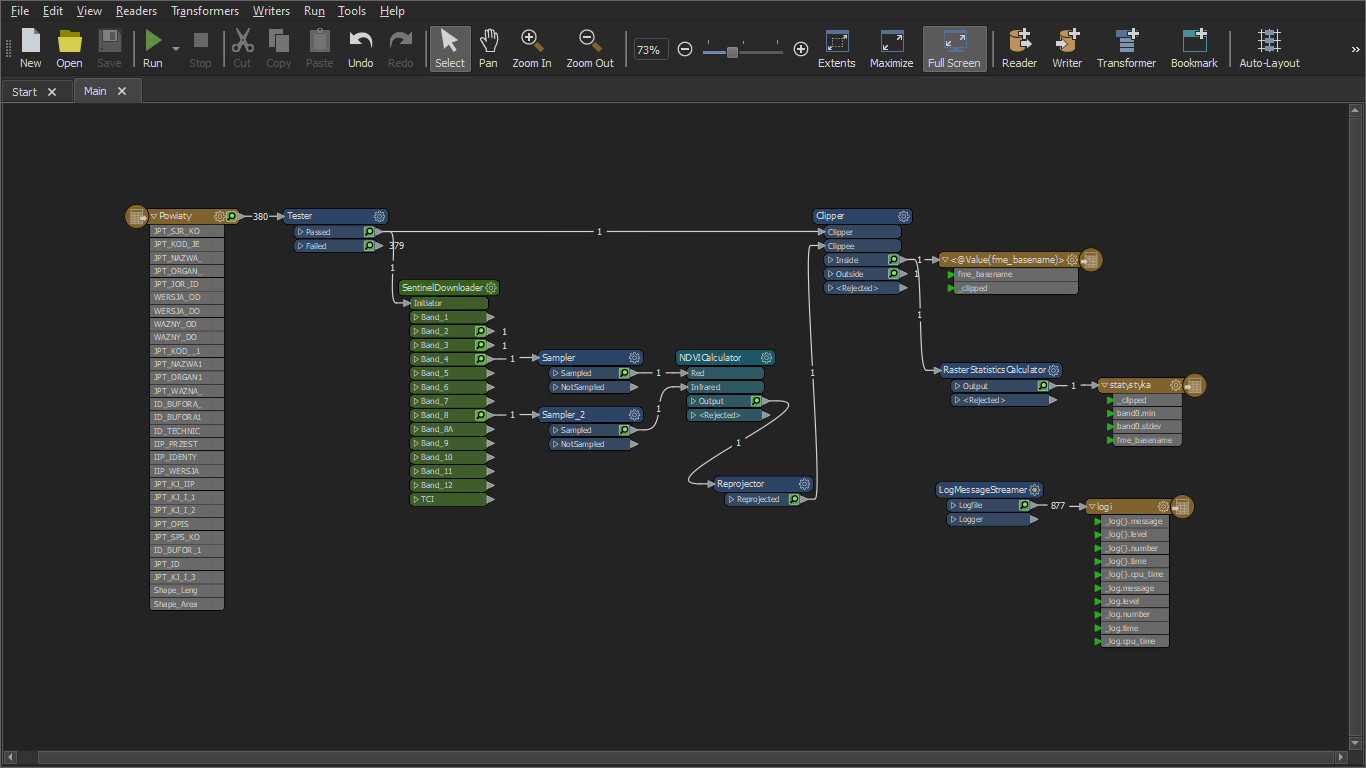 File Edit View Readers Transformers Writers Run Tools Help
New Open Save Run Stop Cut Copy Paste Undo Redo Select Pan Zoom In Zoom Out 73% Extents Maximize Full Screen Reader Writer Transformer Bookmark Auto-Layout »
Start Main
Powiaty
JPT_SJR_KO
JPT_KOD_JE
JPT_NAZWA_
JPT_ORGAN_
JPT_JOR_ID
WERSJA_OD
WERSJA_DO
WAZNY_OD
WAZNY_DO
JPT_KOD__1
JPT_NAZWA1
JPT_ORGAN1
JPT_WAZNA_
ID_BUFORA_
ID_BUFORA1
ID_TECHNIC
IIP_PRZEST
IIP_IDENTY
IIP_WERSJA
JPT_KJ_IIP
JPT_KJ_I_1
JPT_KJ_I_2
JPT_OPIS
JPT_SPS_KO
ID_BUFOR_1
JPT_ID
JPT_KJ_I_3
Shape_Leng
Shape_Area
380
Tester
Passed
Failed 379
1
1
SentinelDownloader
Initiator
Band_1
Band_2 1
Band_3 1
Band_4 1
Band_5
Band_6
Band_7
Band_8 1
Band_8A
Band_9
Band_10
Band_11
Band_12
TCI
Sampler
Sampled 1
NotSampled
Sampler_2
Sampled 1
NotSampled
NDVICalculator
Red
Infrared
Output
<Rejected>
1
Reprojector
Reprojected
1
Clipper
Clipper
Clippee
Inside 1
Outside 1
<Rejected>
1
<@Value(fme_basename)>
fme_basename
_clipped
RasterStatisticsCalculator
Output 1
<Rejected>
statystyka
_clipped
band0.min
band0.stdev
fme_basename
LogMessageStreamer
Logfile 877
Logger
logi
_log{}.message
_log{}.level
_log{}.number
_log{}.time
_log{}.cpu_time
_log.message
_log.level
_log.number
_log.time
_log.cpu_time